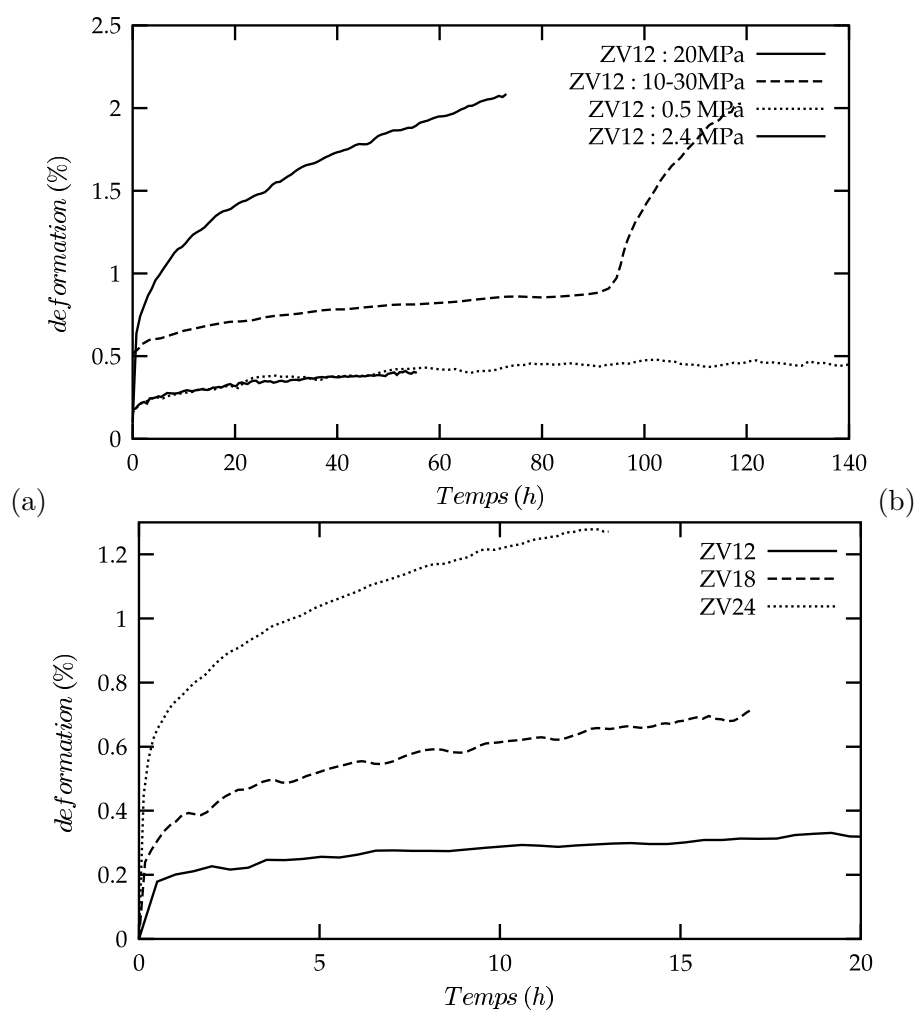 2.5
ZV12 : 20MPa
ZV12 : 10-30MPa
2
ZV12 : 0.5 MPa
ZV12 : 2.4 MPa
deformation (%)
1.5
1
0.5
0
0 20 40 60 80 100 120 140
Temps (h)
(a) (b)
1.2
ZV12
ZV18
ZV24
1
deformation (%)
0.8
0.6
0.4
0.2
0
0 5 10 15 20
Temps (h)